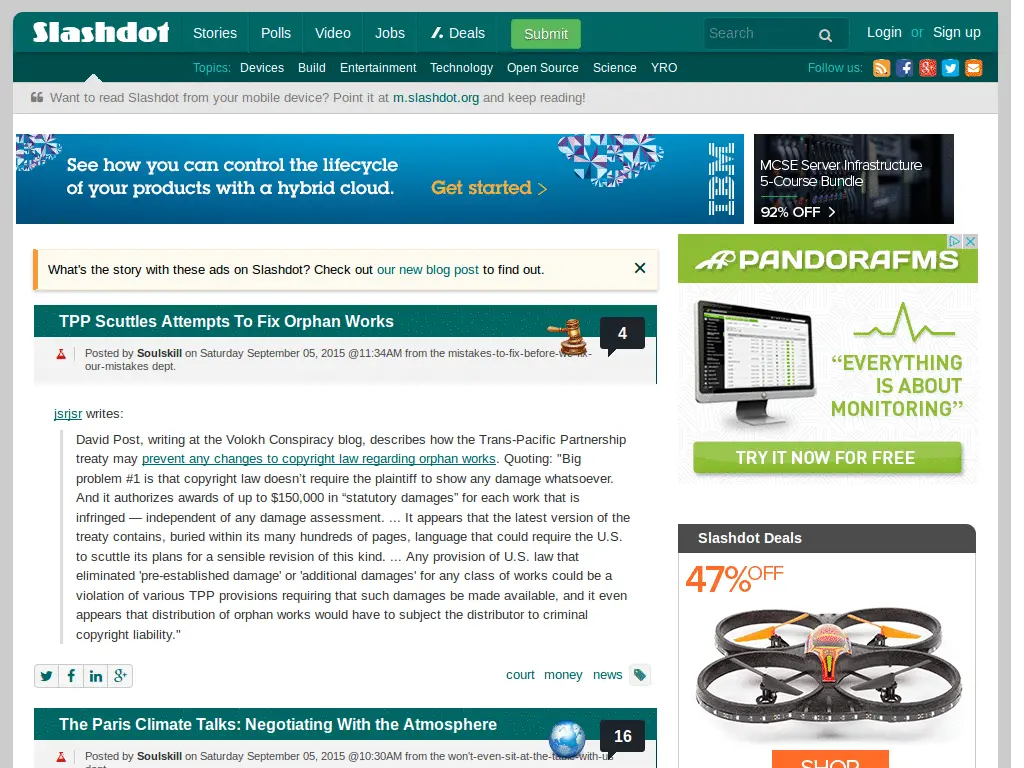 Slashdot Stories Polls Video Jobs Deals Submit Search Login or Sign up
Topics: Devices Build Entertainment Technology Open Source Science YRO Follow us:
Want to read Slashdot from your mobile device? Point it at m.slashdot.org and keep reading!
See how you can control the lifecycle
of your products with a hybrid cloud.
Get started >
IBM
MCSE Server Infrastructure
5-Course Bundle
92% OFF >
What's the story with these ads on Slashdot? Check out our new blog post to find out.
TPP Scuttles Attempts To Fix Orphan Works
4
Posted by Soulskill on Saturday September 05, 2015 @11:34AM from the mistakes-to-fix-before-we-fix-
our-mistakes dept.
jsrjsr writes:
David Post, writing at the Volokh Conspiracy blog, describes how the Trans-Pacific Partnership
treaty may prevent any changes to copyright law regarding orphan works. Quoting: "Big
problem #1 is that copyright law doesn't require the plaintiff to show any damage whatsoever.
And it authorizes awards of up to $150,000 in “statutory damages” for each work that is
infringed — independent of any damage assessment. ... It appears that the latest version of the
treaty contains, buried within its many hundreds of pages, language that could require the U.S.
to scuttle its plans for a sensible revision of this kind. ... Any provision of U.S. law that
eliminated 'pre-established damage' or 'additional damages' for any class of works could be a
violation of various TPP provisions requiring that such damages be made available, and it even
appears that distribution of orphan works would have to subject the distributor to criminal
copyright liability."
court money news
The Paris Climate Talks: Negotiating With the Atmosphere
16
Posted by Soulskill on Saturday September 05, 2015 @10:30AM from the won't-even-sit-at-the-table-with-us
PANDORAFMS
“EVERYTHING
IS ABOUT
MONITORING”
TRY IT NOW FOR FREE
Slashdot Deals
47% OFF
SHOP